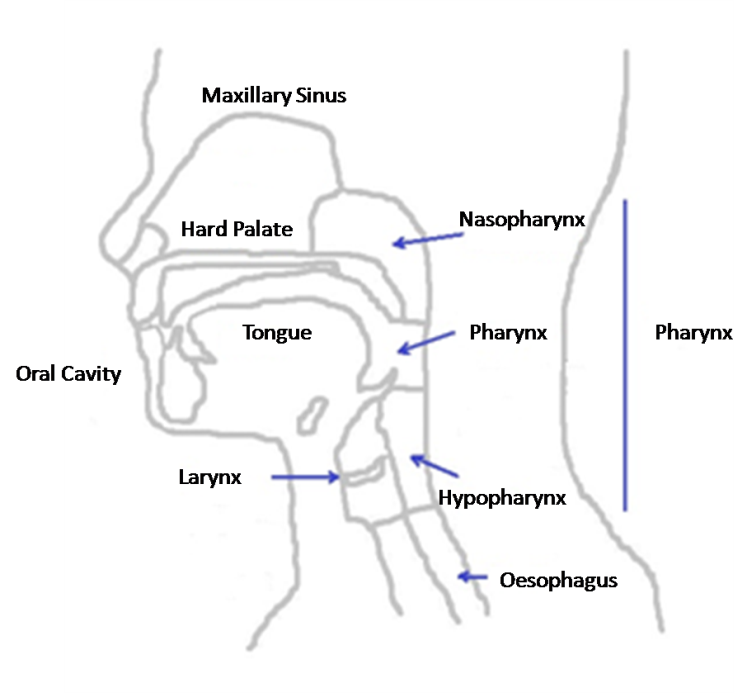 Maxillary Sinus
Nasopharynx
Hard Palate
Tongue
Pharynx
Pharynx
Oral Cavity
Larynx
Hypopharynx
Oesophagus